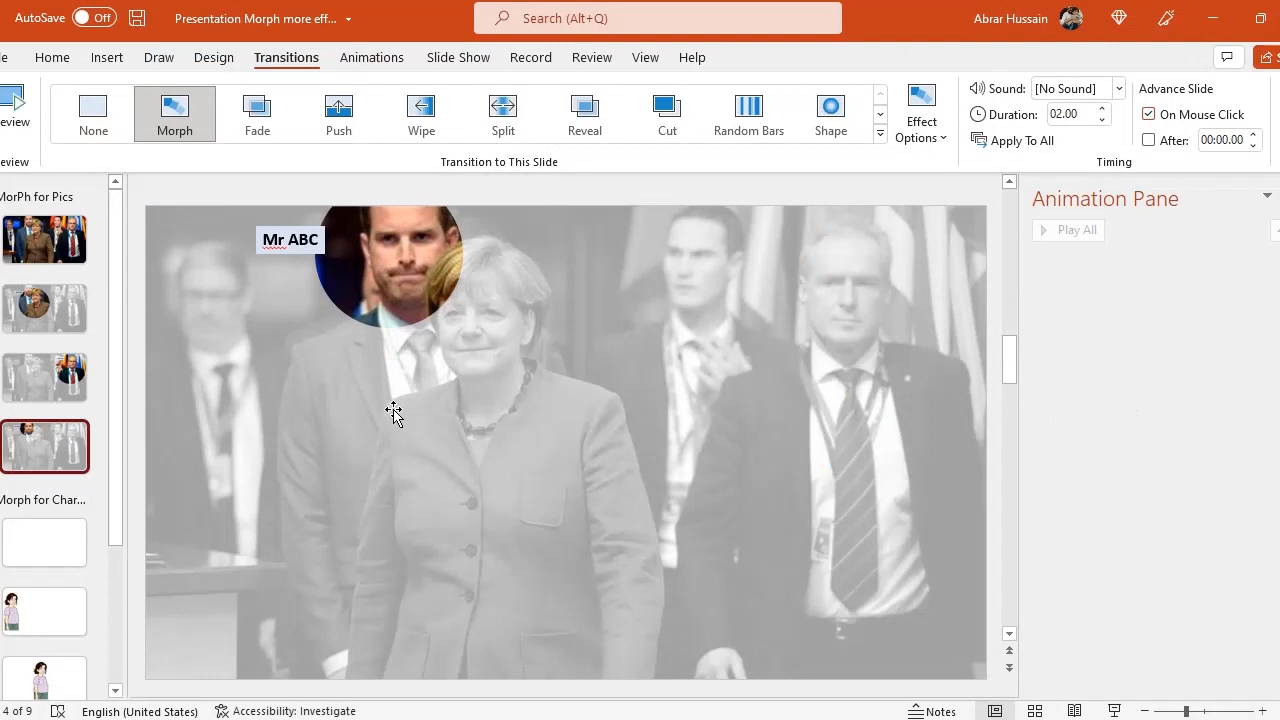 AutoSave Off Presentation Morph more eff... Search (Alt+Q) Abrar Hussain
le Home Insert Draw Design Transitions Animations Slide Show Record Review View Help
eview None Morph Fade Push Wipe Split Reveal Cut Random Bars Shape Effect Options
Sound: [No Sound] Advance Slide
Duration: 02.00 On Mouse Click
Apply To All After: 00:00.00
eview Transition to This Slide Timing
MorPh for Pics
Morph for Char...
Mr ABC
Animation Pane
Play All
4 of 9 English (United States) Accessibility: Investigate Notes